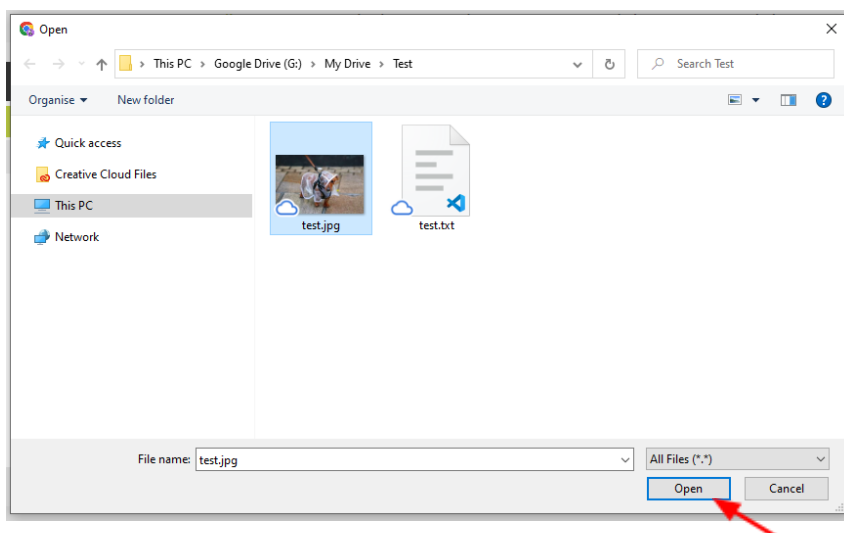 Open
This PC > Google Drive (G:) > My Drive > Test
Search Test
Organise
New folder
Quick access
Creative Cloud Files
This PC
Network
test.jpg
test.txt
File name: test.jpg
All Files (*.*)
Open
Cancel